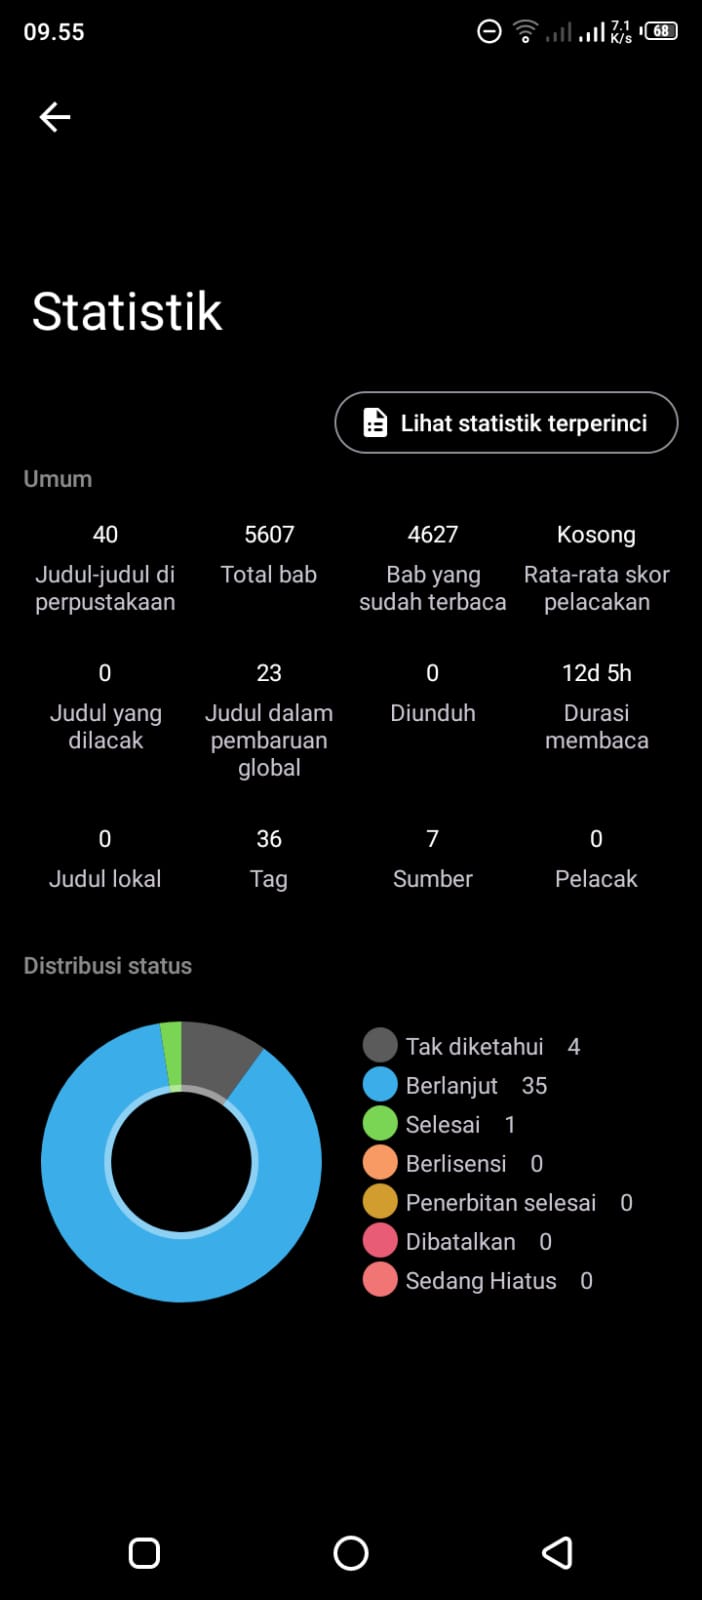 09.55
7.1
K/s
68
Statistik
Lihat statistik terperinci
Umum
40
Judul-judul di
perpustakaan
5607
Total bab
4627
Bab yang
sudah terbaca
Kosong
Rata-rata skor
pelacakan
0
Judul yang
dilacak
23
Judul dalam
pembaruan
global
0
Diunduh
12d 5h
Durasi
membaca
0
Judul lokal
36
Tag
7
Sumber
0
Pelacak
Distribusi status
Tak diketahui 4
Berlanjut 35
Selesai 1
Berlisensi 0
Penerbitan selesai 0
Dibatalkan 0
Sedang Hiatus 0